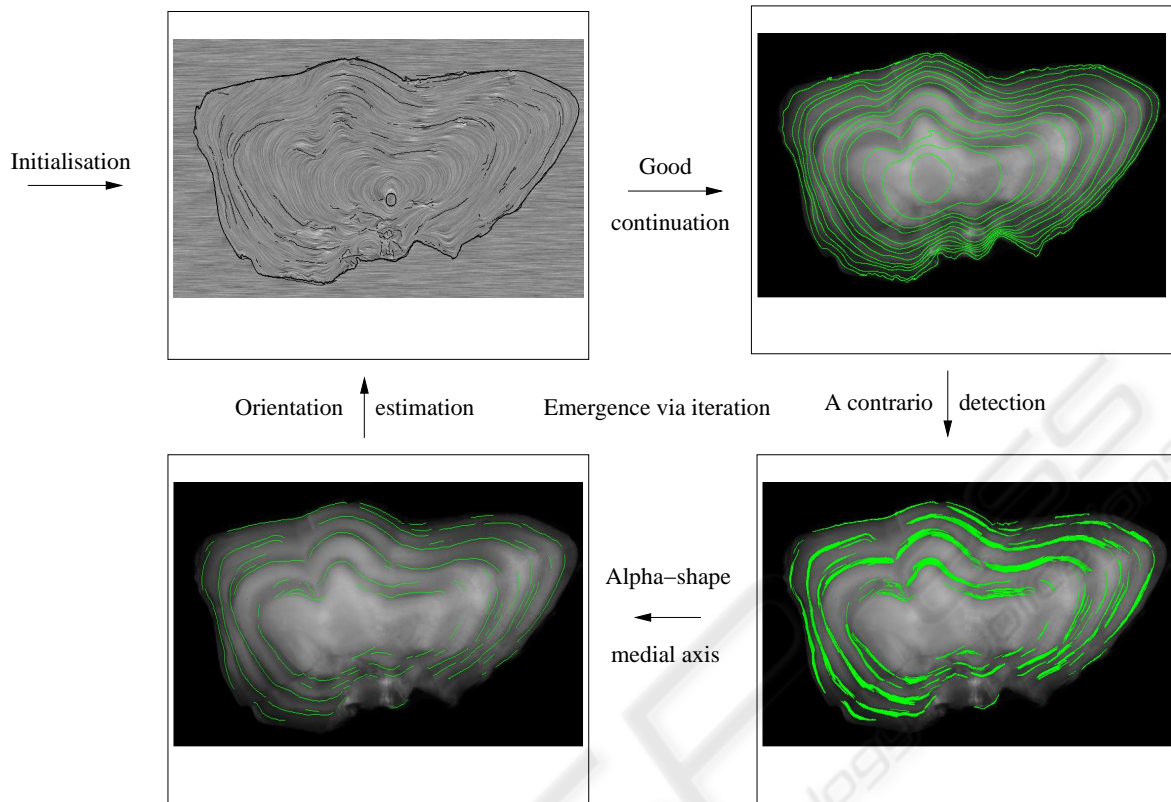 Initialisation
Good
continuation
Orientation estimation
Emergence via iteration
A contrario detection
Alpha−shape
medial axis